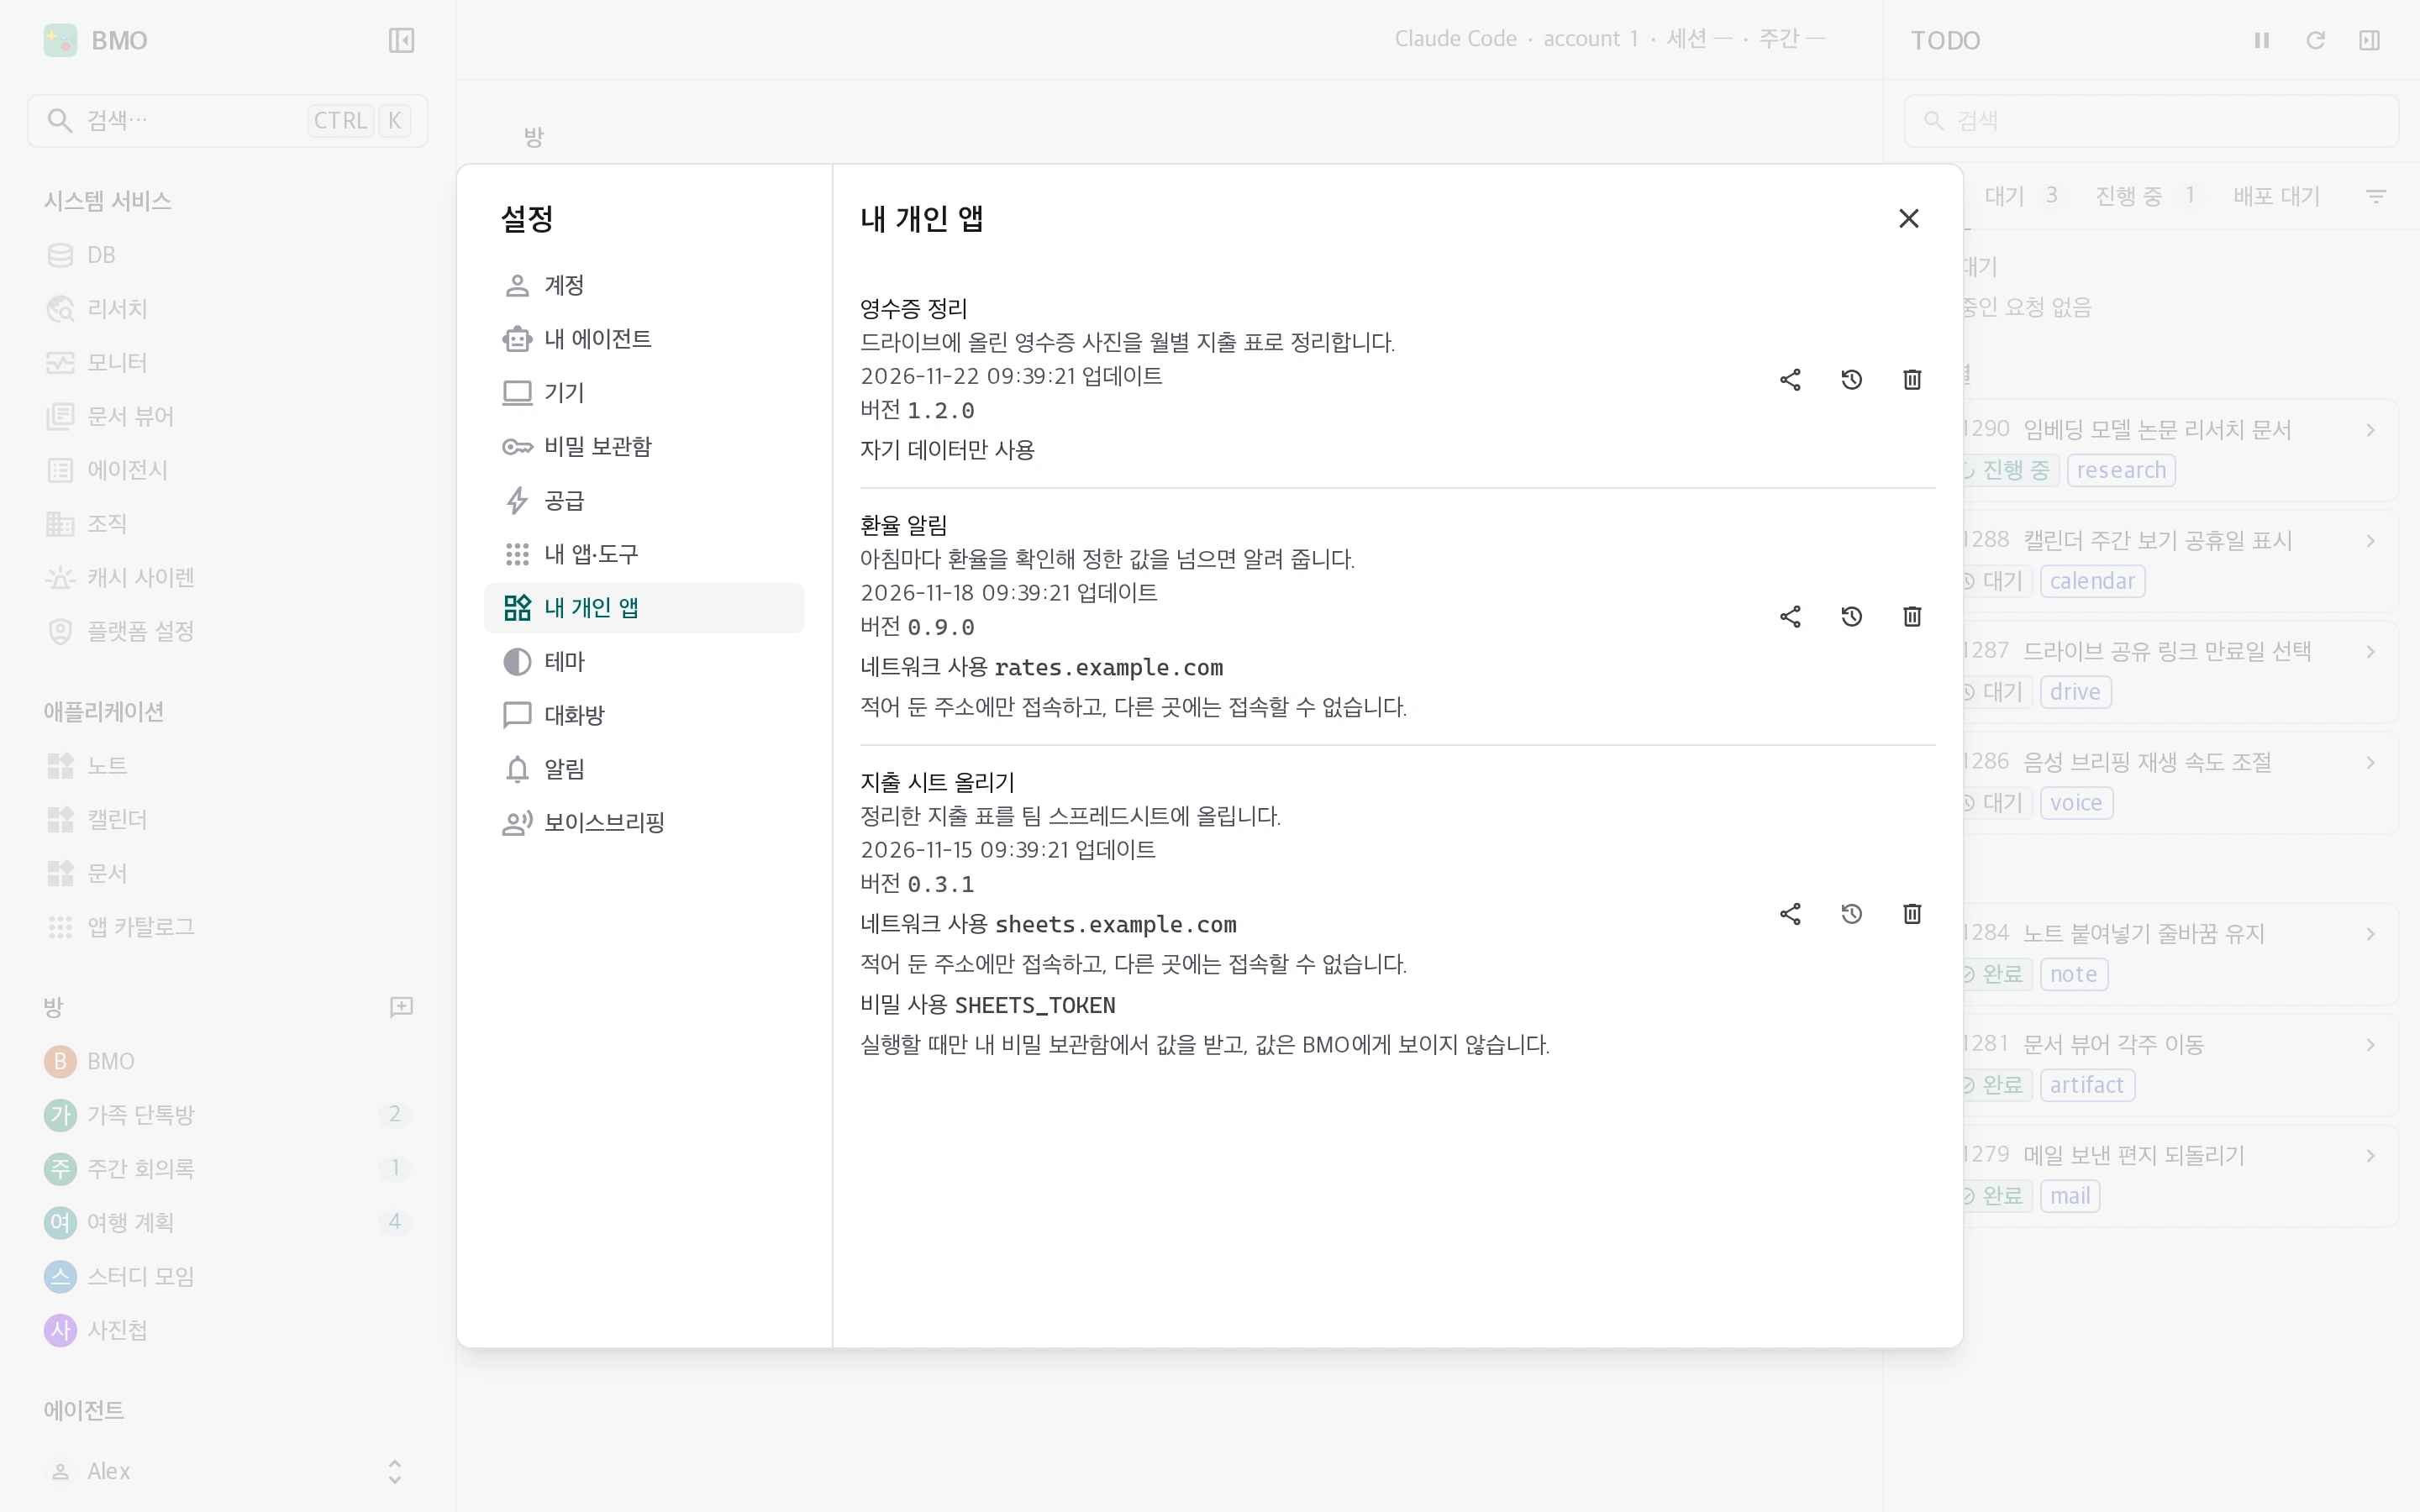 BMO
검색…
CTRL K
시스템 서비스
DB
리서치
모니터
문서 뷰어
에이전시
조직
캐시 사이렌
플랫폼 설정
애플리케이션
노트
캘린더
문서
앱 카탈로그
방
B BMO
가 가족 단톡방 2
주 주간 회의록 1
여 여행 계획 4
스 스터디 모임
사 사진첩
에이전트
Alex
Claude Code · account 1 · 세션 — · 주간 —
방
설정
계정
내 에이전트
기기
비밀 보관함
공급
내 앱·도구
내 개인 앱
테마
대화방
알림
보이스브리핑
내 개인 앱
영수증 정리
드라이브에 올린 영수증 사진을 월별 지출 표로 정리합니다.
2026-11-22 09:39:21 업데이트
버전 1.2.0
자기 데이터만 사용
환율 알림
아침마다 환율을 확인해 정한 값을 넘으면 알려 줍니다.
2026-11-18 09:39:21 업데이트
버전 0.9.0
네트워크 사용 rates.example.com
적어 둔 주소에만 접속하고, 다른 곳에는 접속할 수 없습니다.
지출 시트 올리기
정리한 지출 표를 팀 스프레드시트에 올립니다.
2026-11-15 09:39:21 업데이트
버전 0.3.1
네트워크 사용 sheets.example.com
적어 둔 주소에만 접속하고, 다른 곳에는 접속할 수 없습니다.
비밀 사용 SHEETS_TOKEN
실행할 때만 내 비밀 보관함에서 값을 받고, 값은 BMO에게 보이지 않습니다.
TODO
검색
대기 3 진행 중 1 배포 대기
대기
중인 요청 없음
1290 임베딩 모델 논문 리서치 문서
진행 중 research
1288 캘린더 주간 보기 공휴일 표시
대기 calendar
1287 드라이브 공유 링크 만료일 선택
대기 drive
1286 음성 브리핑 재생 속도 조절
대기 voice
1284 노트 붙여넣기 줄바꿈 유지
완료 note
1281 문서 뷰어 각주 이동
완료 artifact
1279 메일 보낸 편지 되돌리기
완료 mail